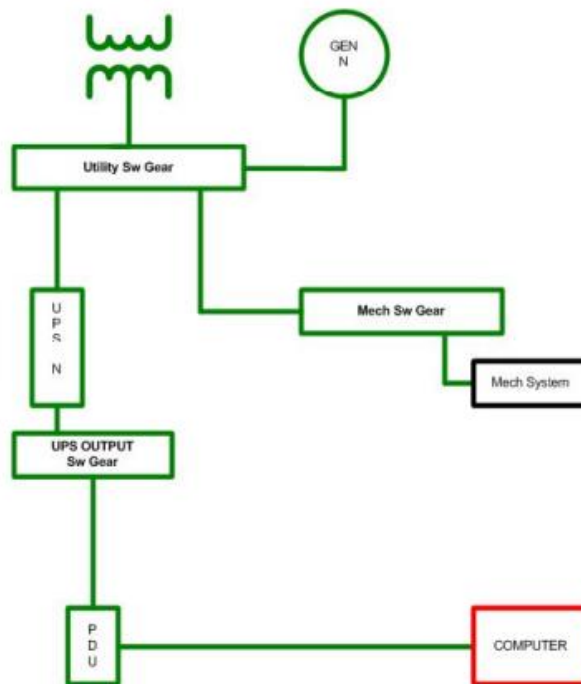 GEN
N
Utility Sw Gear
U
P
S
N
Mech Sw Gear
Mech System
UPS OUTPUT
Sw Gear
P
D
U
COMPUTER